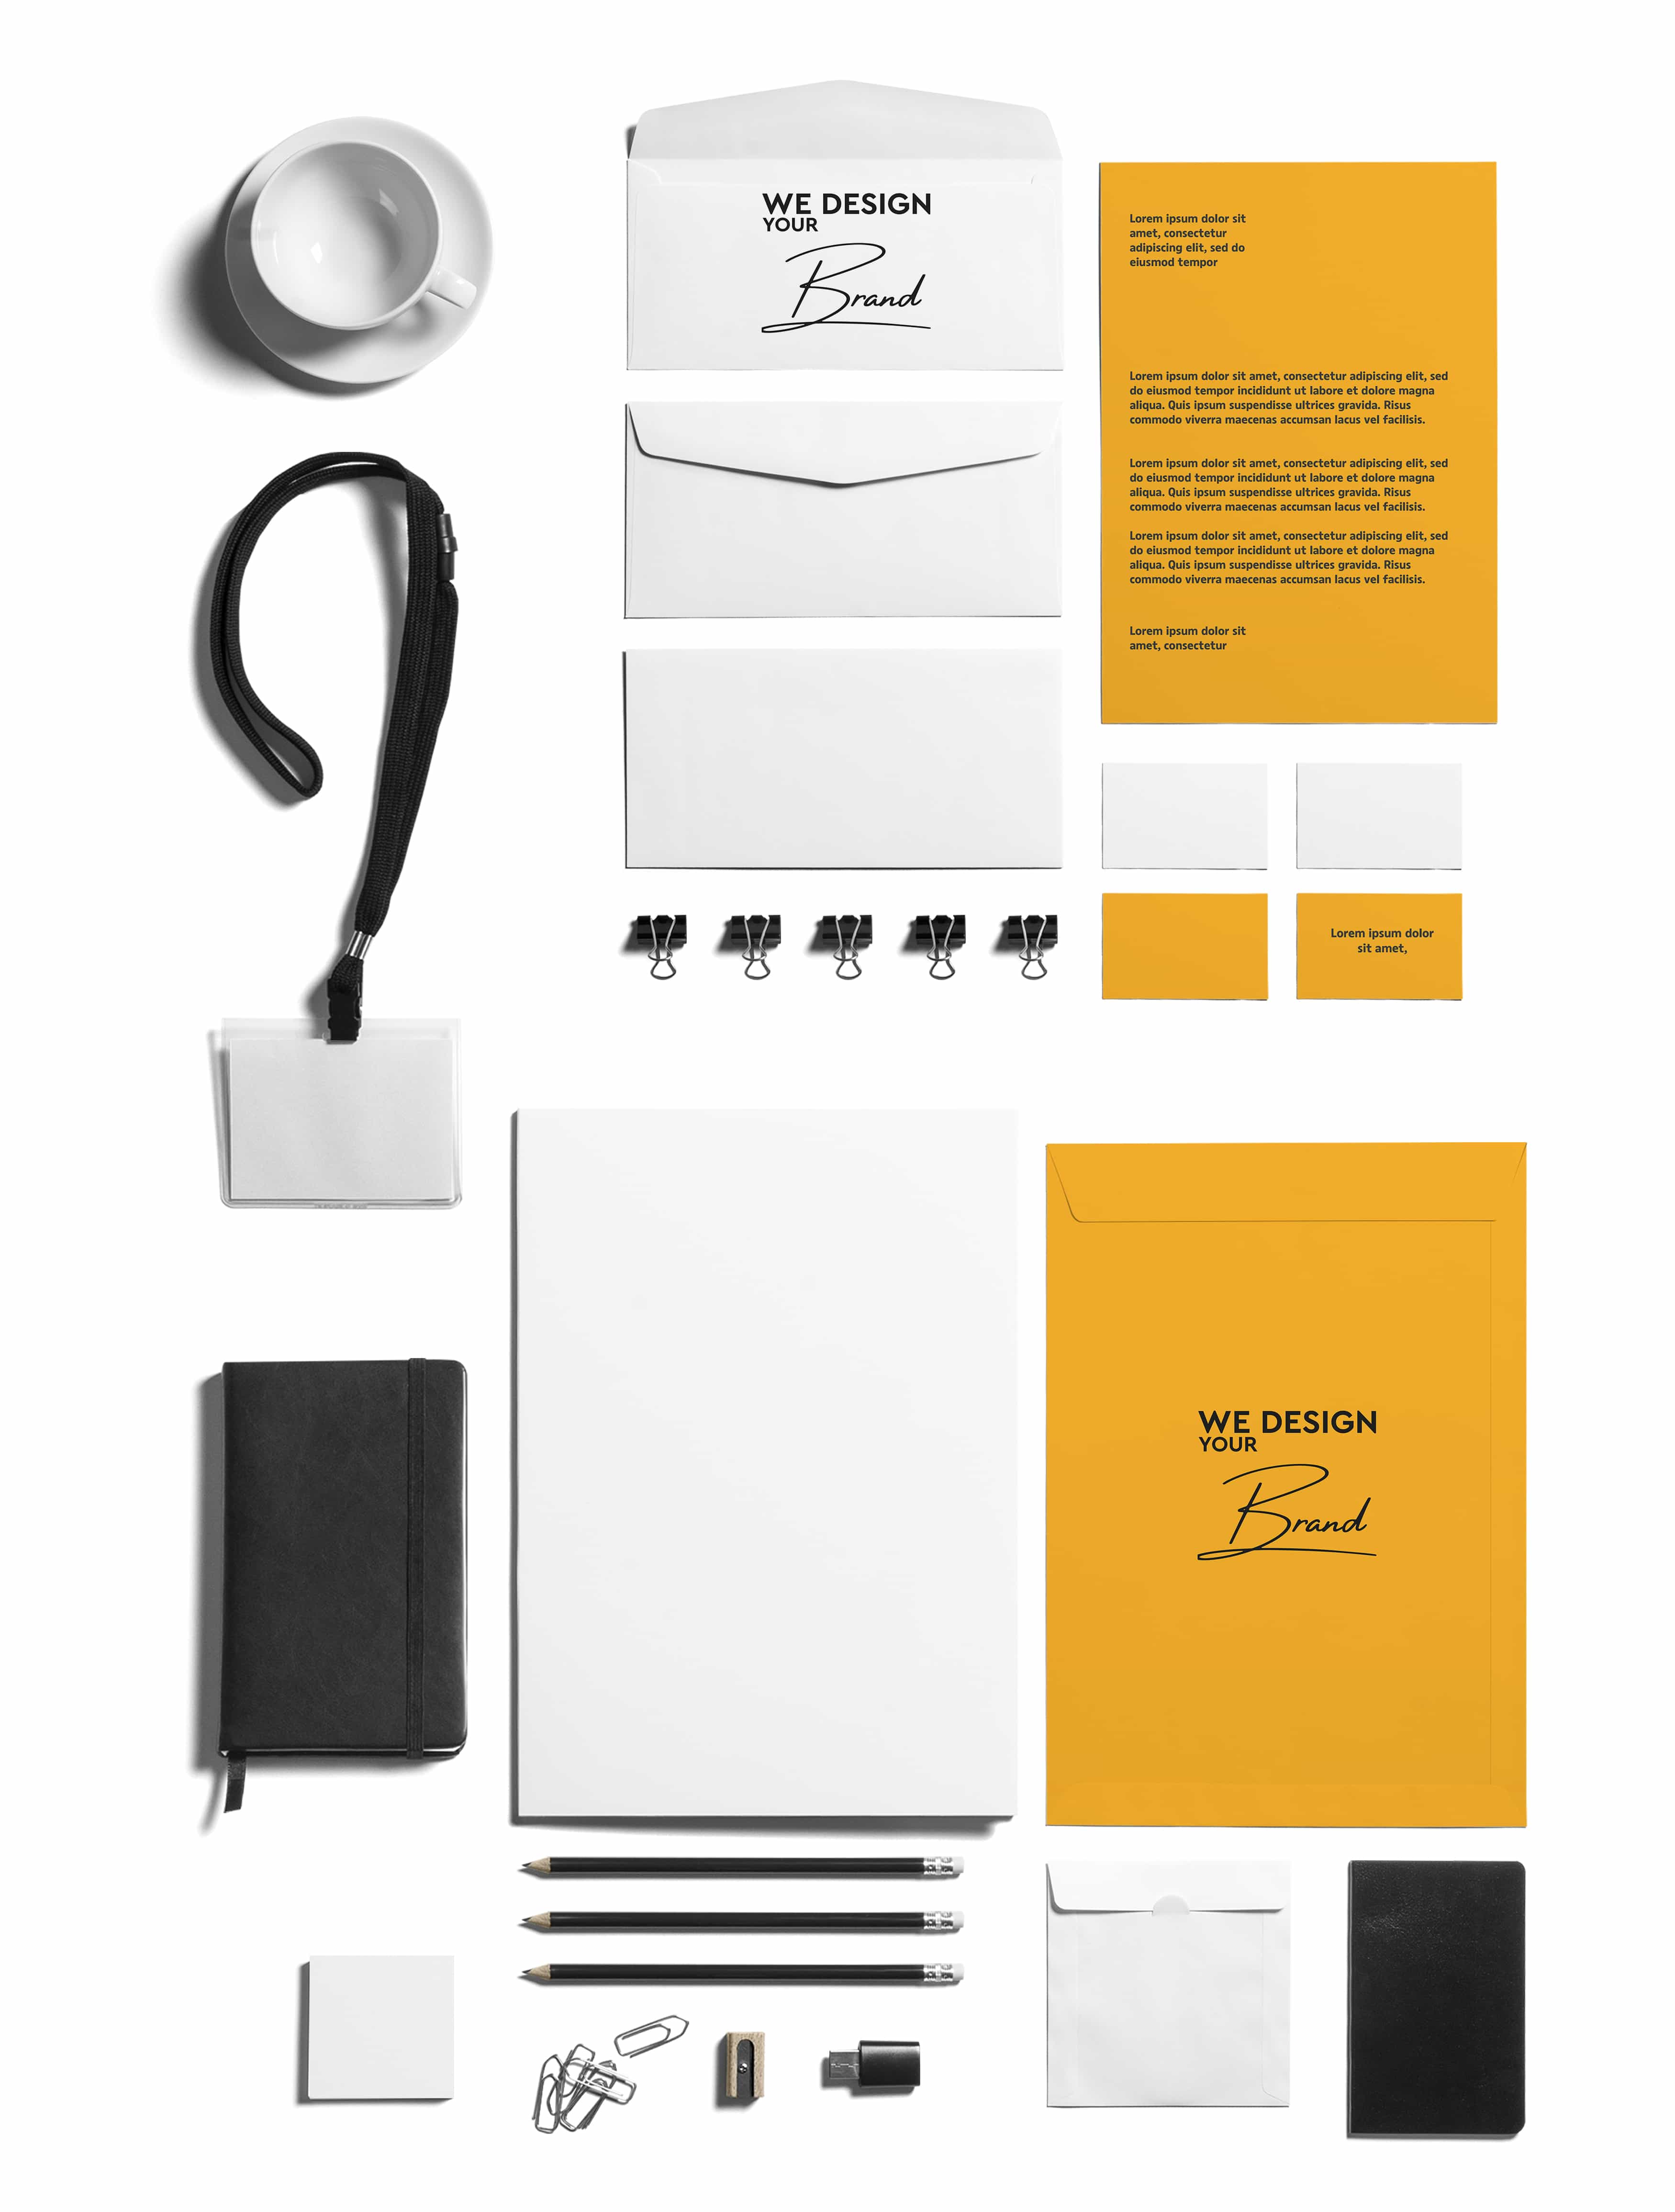 WE DESIGN
YOUR
Brand
Lorem ipsum dolor sit
amet, consectetur
adipiscing elit, sed do
eiusmod tempor
Lorem ipsum dolor sit amet, consectetur adipiscing elit, sed
do eiusmod tempor incididunt ut labore et dolore magna
aliqua. Quis ipsum suspendisse ultrices gravida. Risus
commodo viverra maecenas accumsan lacus vel facilisis.
Lorem ipsum dolor sit amet, consectetur adipiscing elit, sed
do eiusmod tempor incididunt ut labore et dolore magna
aliqua. Quis ipsum suspendisse ultrices gravida. Risus
commodo viverra maecenas accumsan lacus vel facilisis.
Lorem ipsum dolor sit amet, consectetur adipiscing elit, sed
do eiusmod tempor incididunt ut labore et dolore magna
aliqua. Quis ipsum suspendisse ultrices gravida. Risus
commodo viverra maecenas accumsan lacus vel facilisis.
Lorem ipsum dolor sit
amet, consectetur
Lorem ipsum dolor
sit amet,
WE DESIGN
YOUR
Brand